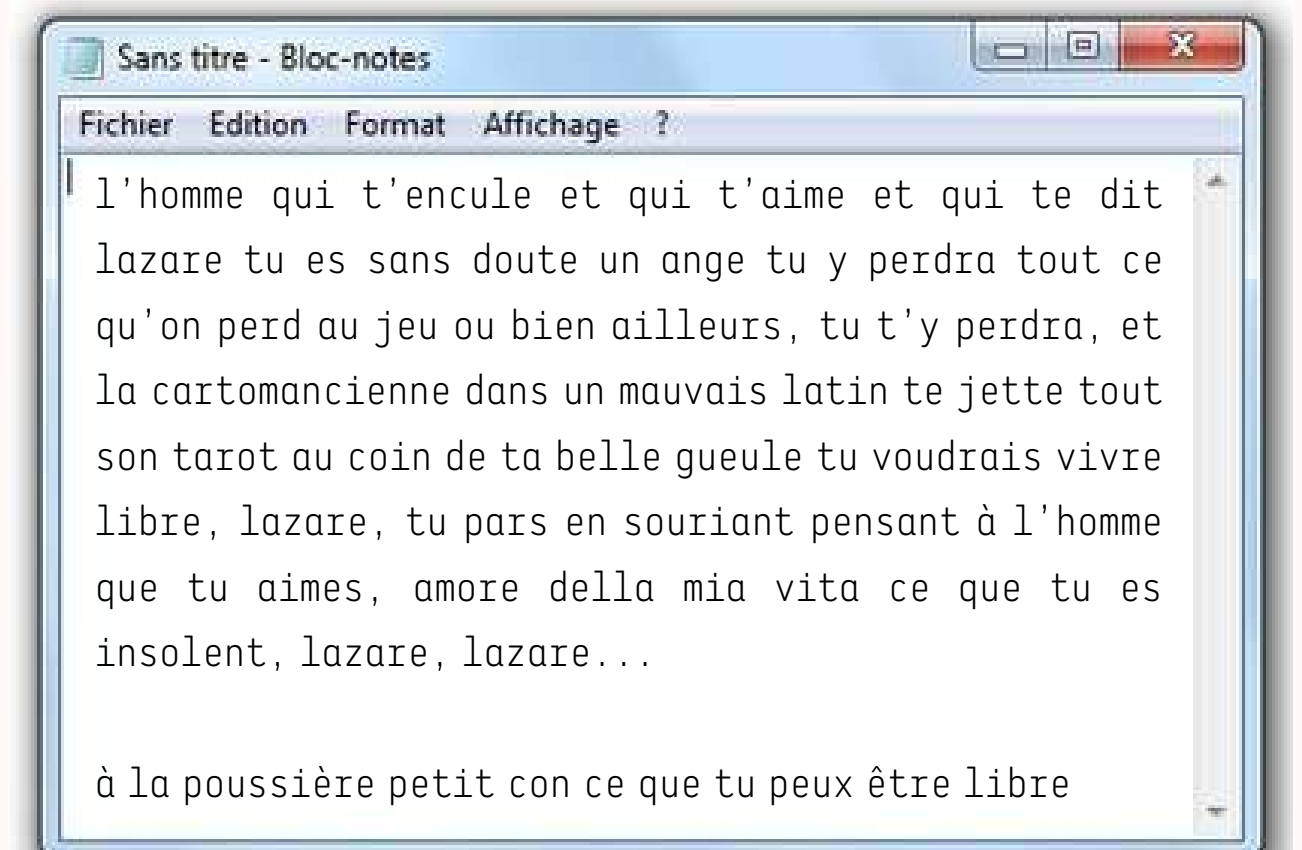 Sans titre - Bloc-notes
Fichier Edition Format Affichage ?
l'homme qui t'encule et qui t'aime et qui te dit
lazare tu es sans doute un ange tu y perdra tout ce
qu'on perd au jeu ou bien ailleurs, tu t'y perdra, et
la cartomancienne dans un mauvais latin te jette tout
son tarot au coin de ta belle gueule tu voudrais vivre
libre, lazare, tu pars en souriant pensant à l'homme
que tu aimes, amore della mia vita ce que tu es
insolent, lazare, lazare...
à la poussière petit con ce que tu peux être libre